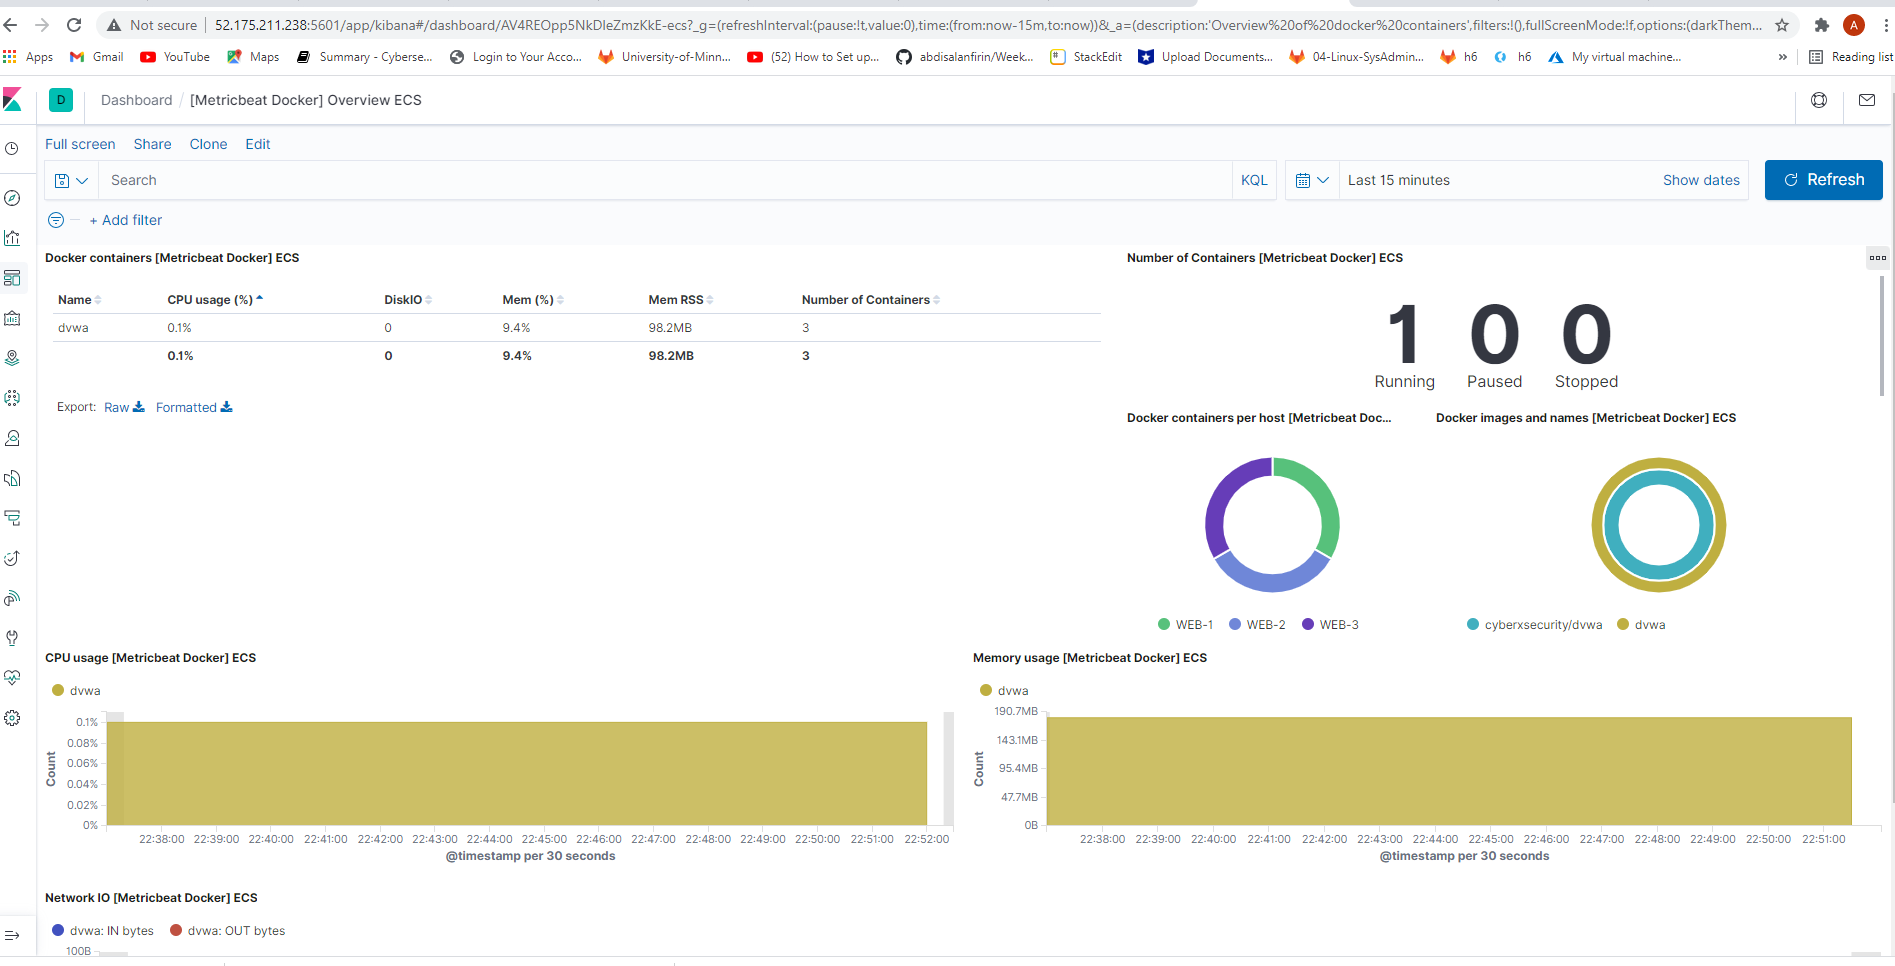 Not secure | 52.175.211.238:5601/app/kibana#/dashboard/AV4REOpp5NkDleZmzKkE-ecs?_g=(refreshInterval:(pause:!t,value:0),time:(from:now-15m,to:now))&_a=(description:'Overview%20of%20docker%20containers',filters:!(),fullScreenMode:!f,options:(darkThem... A
Apps Gmail YouTube Maps Summary - Cyberse... Login to Your Acco... University-of-Minn... (52) How to Set up... abdisalanfirin/Week... StackEdit Upload Documents... 04-Linux-SysAdmin... h6 h6 My virtual machine... » Reading list
D Dashboard / [Metricbeat Docker] Overview ECS
Full screen Share Clone Edit
Search KQL Last 15 minutes Show dates Refresh
+ Add filter
Docker containers [Metricbeat Docker] ECS
Name CPU usage (%) DiskIO Mem (%) Mem RSS Number of Containers
dvwa 0.1% 0 9.4% 98.2MB 3
0.1% 0 9.4% 98.2MB 3
Export: Raw Formatted
Number of Containers [Metricbeat Docker] ECS
1 0 0
Running Paused Stopped
Docker containers per host [Metricbeat Doc...
WEB-1 WEB-2 WEB-3
Docker images and names [Metricbeat Docker] ECS
cyberxsecurity/dvwa dvwa
CPU usage [Metricbeat Docker] ECS
dvwa
0.1%
0.08%
0.06%
0.04%
0.02%
0%
Count
22:38:00 22:39:00 22:40:00 22:41:00 22:42:00 22:43:00 22:44:00 22:45:00 22:46:00 22:47:00 22:48:00 22:49:00 22:50:00 22:51:00 22:52:00
@timestamp per 30 seconds
Memory usage [Metricbeat Docker] ECS
dvwa
190.7MB
143.1MB
95.4MB
47.7MB
0B
Count
22:38:00 22:39:00 22:40:00 22:41:00 22:42:00 22:43:00 22:44:00 22:45:00 22:46:00 22:47:00 22:48:00 22:49:00 22:50:00 22:51:00
@timestamp per 30 seconds
Network IO [Metricbeat Docker] ECS
dvwa: IN bytes dvwa: OUT bytes
100B